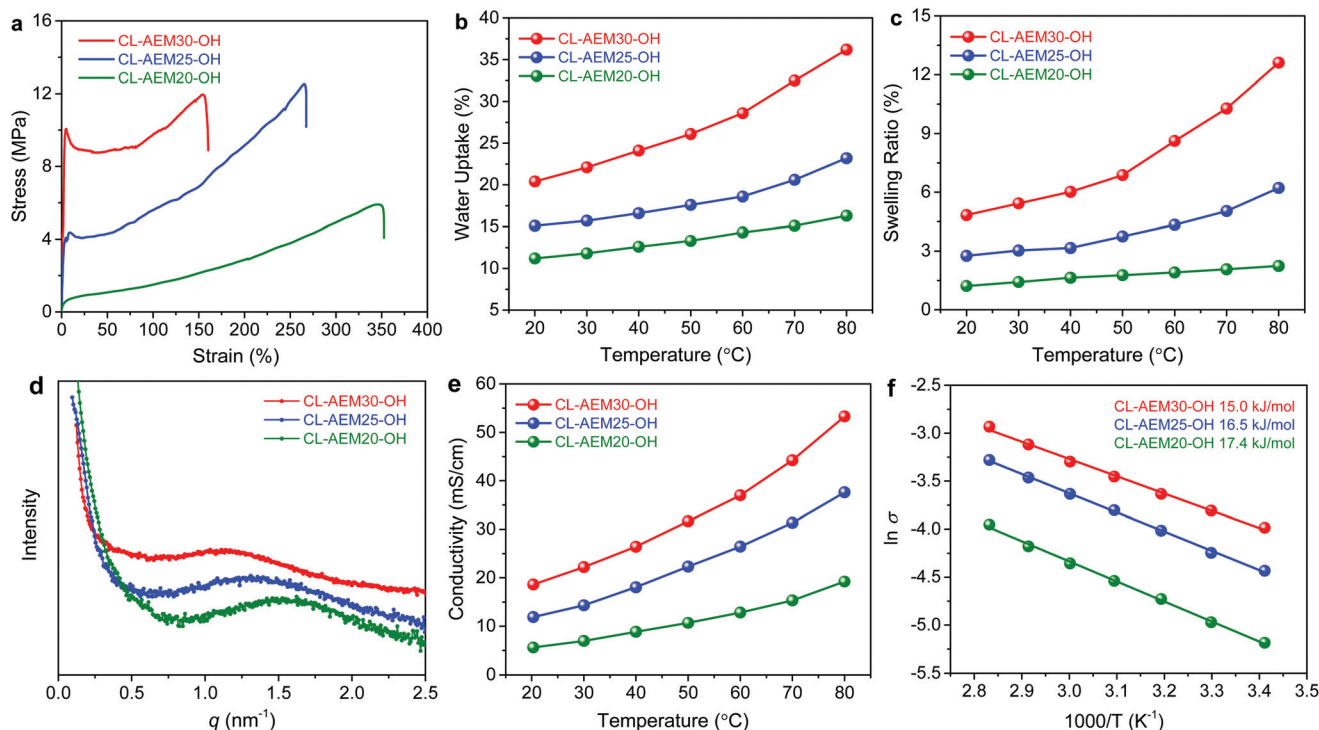 a
CL-AEM30-OH
CL-AEM25-OH
CL-AEM20-OH
Stress (MPa)
16
12
8
4
0
0 50 100 150 200 250 300 350 400
Strain (%)
b
CL-AEM30-OH
CL-AEM25-OH
CL-AEM20-OH
Water Uptake (%)
40
35
30
25
20
15
10
5
20 30 40 50 60 70 80
Temperature (°C)
c
CL-AEM30-OH
CL-AEM25-OH
CL-AEM20-OH
Swelling Ratio (%)
15
12
9
6
3
0
20 30 40 50 60 70 80
Temperature (°C)
d
CL-AEM30-OH
CL-AEM25-OH
CL-AEM20-OH
Intensity
0.0 0.5 1.0 1.5 2.0 2.5
q (nm⁻¹)
e
CL-AEM30-OH
CL-AEM25-OH
CL-AEM20-OH
Conductivity (mS/cm)
60
50
40
30
20
10
0
20 30 40 50 60 70 80
Temperature (°C)
f
CL-AEM30-OH 15.0 kJ/mol
CL-AEM25-OH 16.5 kJ/mol
CL-AEM20-OH 17.4 kJ/mol
ln σ
-2.5
-3.0
-3.5
-4.0
-4.5
-5.0
-5.5
2.8 2.9 3.0 3.1 3.2 3.3 3.4 3.5
1000/T (K⁻¹)